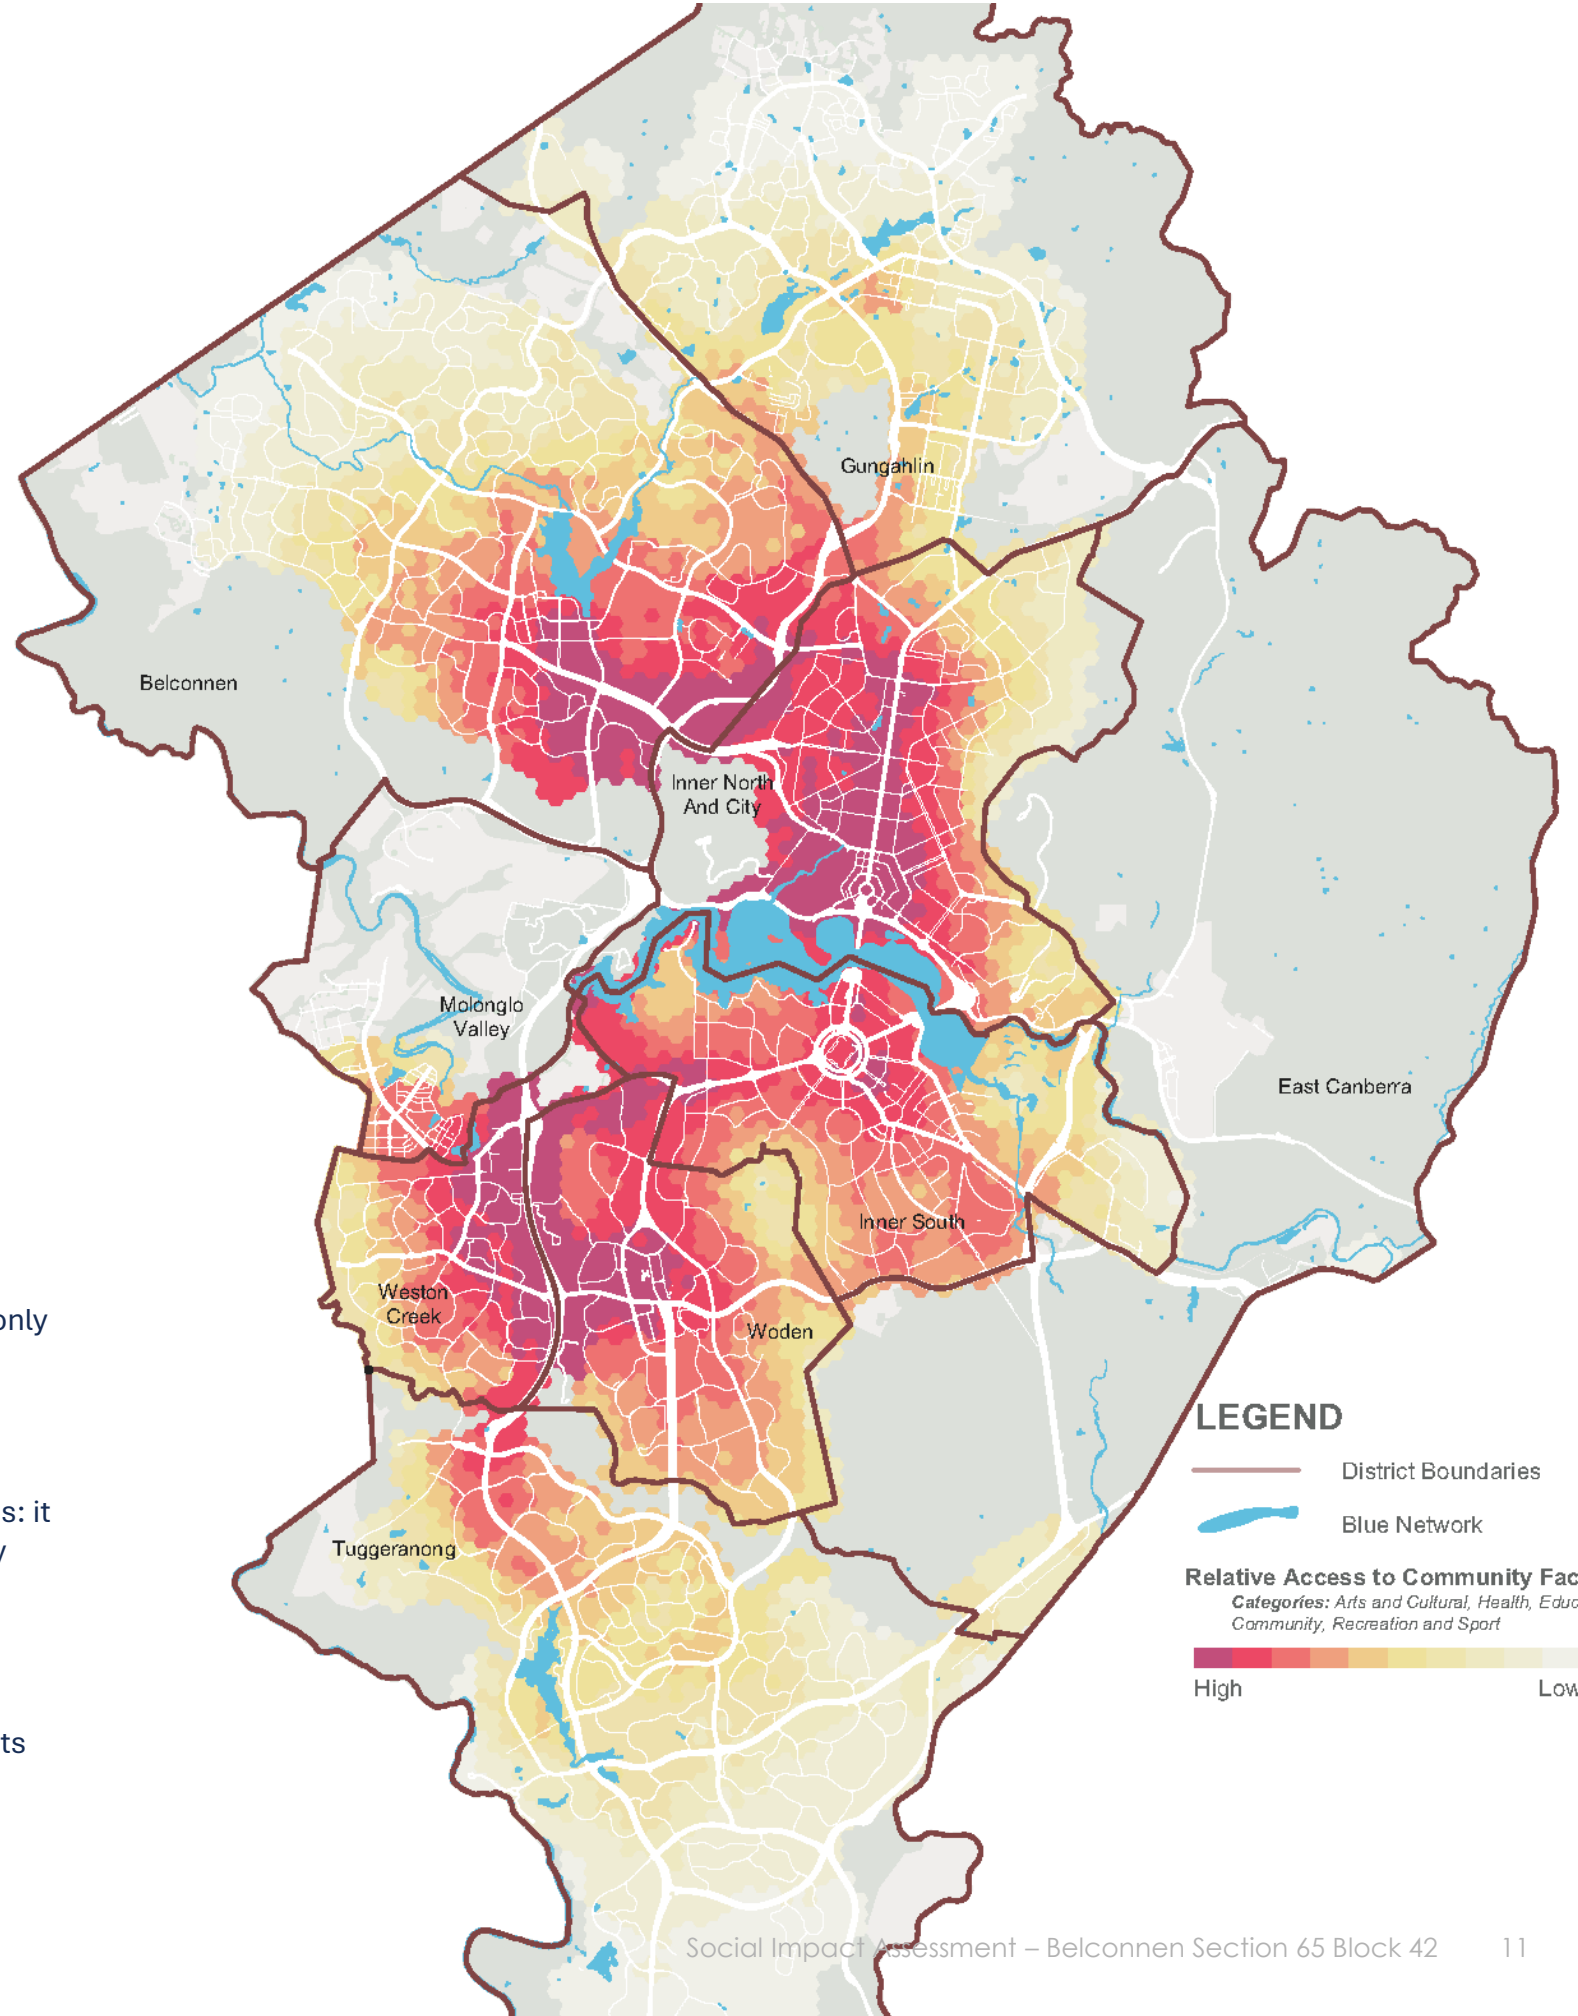 Gungahlin
Belconnen
Inner North
And City
Molonglo
Valley
East Canberra
Inner South
Weston
Creek
Woden
only
LEGEND
District Boundaries
s: it
Blue Network
Tuggeranong
y
Relative Access to Community Fac
Categories: Arts and Cultural, Health, Educ
Community, Recreation and Sport
High
Low
ts
Social Impact Assessment – Belconnen Section 65 Block 42 11